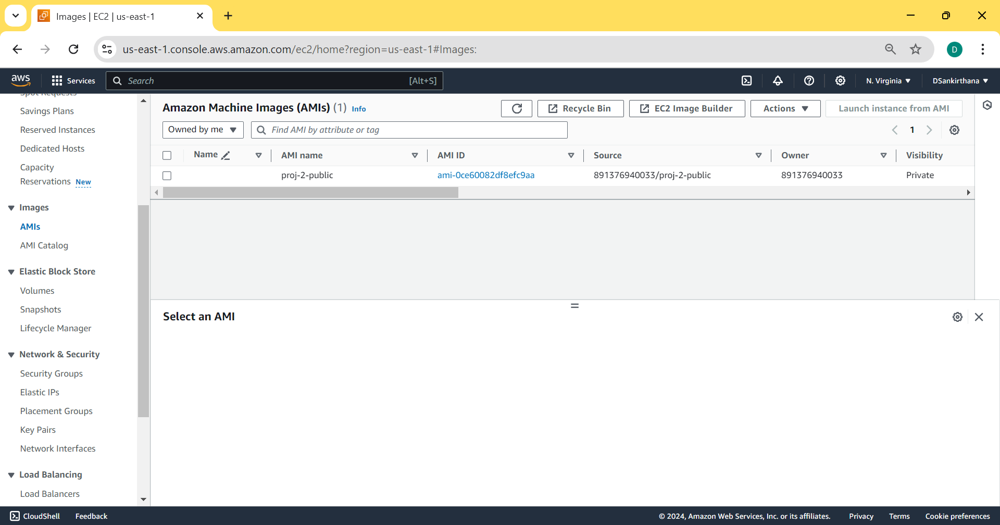 Images | EC2 | us-east-1
us-east-1.console.aws.amazon.com/ec2/home?region=us-east-1#Images:
D
aws
Services
Search
[Alt+S]
N. Virginia
DSankirthana
Spot Requests
Savings Plans
Reserved Instances
Dedicated Hosts
Capacity
Reservations New
Images
AMIs
AMI Catalog
Elastic Block Store
Volumes
Snapshots
Lifecycle Manager
Network & Security
Security Groups
Elastic IPs
Placement Groups
Key Pairs
Network Interfaces
Load Balancing
Load Balancers
Amazon Machine Images (AMIs) (1) Info
Recycle Bin
EC2 Image Builder
Actions
Launch instance from AMI
Owned by me
Find AMI by attribute or tag
1
Name AMI name AMI ID Source Owner Visibility
proj-2-public ami-0ce60082df8efc9aa 891376940033/proj-2-public 891376940033 Private
Select an AMI
CloudShell Feedback © 2024, Amazon Web Services, Inc. or its affiliates. Privacy Terms Cookie preferences